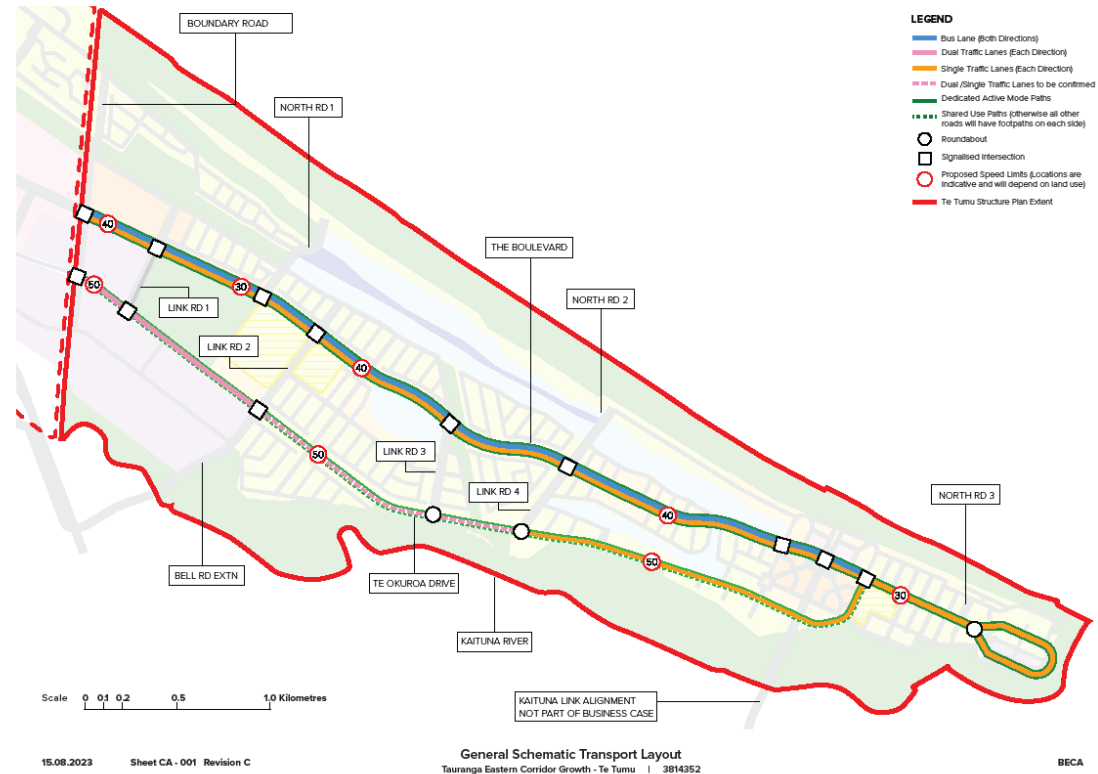 BOUNDARY ROAD
LEGEND
Bus Lane (Both Directions)
Dual Traffic Lanes (Each Direction)
Single Traffic Lanes (Each Direction)
Dual /Single Traffic Lanes to be confirmed
Dedicated Active Mode Paths
Shared Use Paths (otherwise all other
roads will have footpaths on each side)
Roundabout
Signalised Intersection
Proposed Speed Limits (Locations are
Indicative and will depend on land use)
Te Tumu Structure Plan Extent
NORTH RD 1
40
THE BOULEVARD
50
30
NORTH RD 2
LINK RD 1
LINK RD 2
40
LINK RD 3
50
LINK RD 4
40
NORTH RD 3
50
30
BELL RD EXTN
TE OKUROA DRIVE
KAITUNA RIVER
KAITUNA LINK ALIGNMENT
NOT PART OF BUSINESS CASE
Scale 0 0.1 0.2 0.5 1.0 Kilometres
General Schematic Transport Layout
15.08.2023 Sheet CA - 001 Revision C
Tauranga Eastern Corridor Growth - Te Tumu | 3814352
BECA